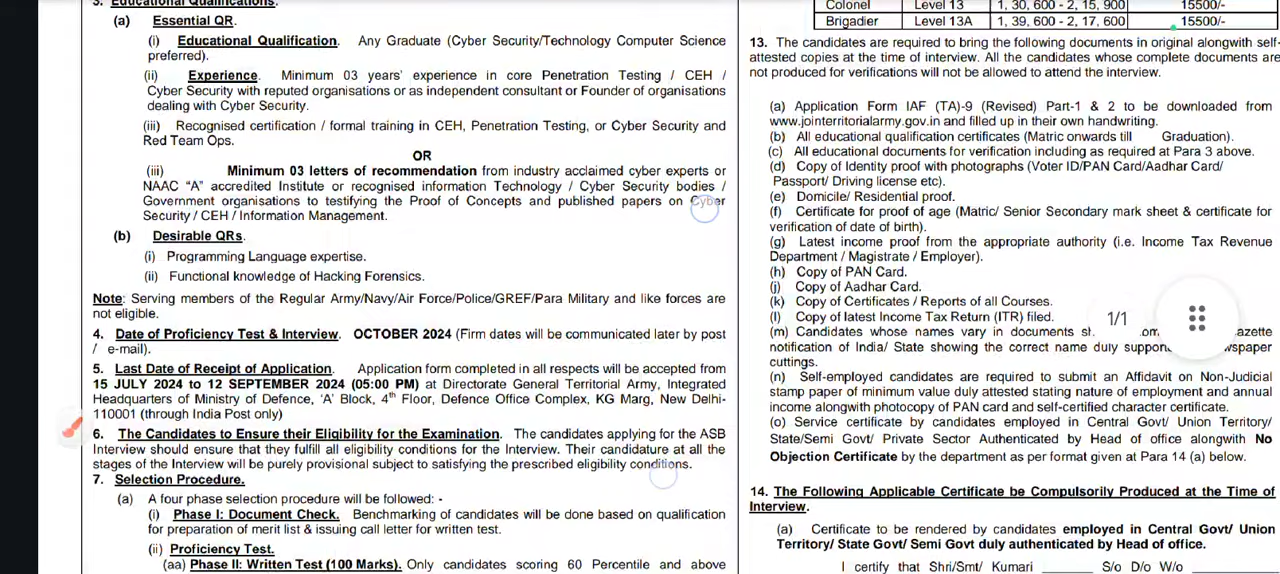 3. Educational Qualifications.
(a) Essential QR.
(i) Educational Qualification. Any Graduate (Cyber Security/Technology Computer Science
preferred).
(ii) Experience. Minimum 03 years' experience in core Penetration Testing / CEH /
Cyber Security with reputed organisations or as independent consultant or Founder of organisations
dealing with Cyber Security.
(iii) Recognised certification / formal training in CEH, Penetration Testing, or Cyber Security and
Red Team Ops.
OR
(iii) Minimum 03 letters of recommendation from industry acclaimed cyber experts or
NAAC "A" accredited Institute or recognised information Technology / Cyber Security bodies /
Government organisations to testifying the Proof of Concepts and published papers on Cyber
Security / CEH / Information Management.
(b) Desirable QRs.
(i) Programming Language expertise.
(ii) Functional knowledge of Hacking Forensics.
Note: Serving members of the Regular Army/Navy/Air Force/Police/GREF/Para Military and like forces are
not eligible.
4. Date of Proficiency Test & Interview. OCTOBER 2024 (Firm dates will be communicated later by post
/ e-mail).
5. Last Date of Receipt of Application. Application form completed in all respects will be accepted from
15 JULY 2024 to 12 SEPTEMBER 2024 (05:00 PM) at Directorate General Territorial Army, Integrated
Headquarters of Ministry of Defence, 'A' Block, 4th Floor, Defence Office Complex, KG Marg, New Delhi-
110001 (through India Post only)
6. The Candidates to Ensure their Eligibility for the Examination. The candidates applying for the ASB
Interview should ensure that they fulfill all eligibility conditions for the Interview. Their candidature at all the
stages of the Interview will be purely provisional subject to satisfying the prescribed eligibility conditions.
7. Selection Procedure.
(a) A four phase selection procedure will be followed: -
(i) Phase I: Document Check. Benchmarking of candidates will be done based on qualification
for preparation of merit list & issuing call letter for written test.
(ii) Proficiency Test.
(aa) Phase II: Written Test (100 Marks). Only candidates scoring 60 Percentile and above
Colonel Level 13 1, 30, 600 - 2, 15, 900 15500/-
Brigadier Level 13A 1, 39, 600 - 2, 17, 600 15500/-
13. The candidates are required to bring the following documents in original alongwith self-
attested copies at the time of interview. All the candidates whose complete documents are
not produced for verifications will not be allowed to attend the interview.
(a) Application Form IAF (TA)-9 (Revised) Part-1 & 2 to be downloaded from
www.jointerritorialarmy.gov.in and filled up in their own handwriting.
(b) All educational qualification certificates (Matric onwards till Graduation).
(c) All educational documents for verification including as required at Para 3 above.
(d) Copy of Identity proof with photographs (Voter ID/PAN Card/Aadhar Card/
Passport/ Driving license etc).
(e) Domicile/ Residential proof.
(f) Certificate for proof of age (Matric/ Senior Secondary mark sheet & certificate for
verification of date of birth).
(g) Latest income proof from the appropriate authority (i.e. Income Tax Revenue
Department / Magistrate / Employer).
(h) Copy of PAN Card.
(j) Copy of Aadhar Card.
(k) Copy of Certificates / Reports of all Courses.
(l) Copy of latest Income Tax Return (ITR) filed.
1/1
(m) Candidates whose names vary in documents
notification of India/ State showing the correct name duly
cuttings.
(n) Self-employed candidates are required to submit an Affidavit on Non-Judicial
stamp paper of minimum value duly attested stating nature of employment and annual
income alongwith photocopy of PAN card and self-certified character certificate.
(o) Service certificate by candidates employed in Central Govt/ Union Territory/
State/Semi Govt/ Private Sector Authenticated by Head of office alongwith No
Objection Certificate by the department as per format given at Para 14 (a) below.
14. The Following Applicable Certificate be Compulsorily Produced at the Time of
Interview.
(a) Certificate to be rendered by candidates employed in Central Govt/ Union
Territory/ State Govt/ Semi Govt duly authenticated by Head of office.
I certify that Shri/Smt/ Kumari ______ S/o D/o W/o ______